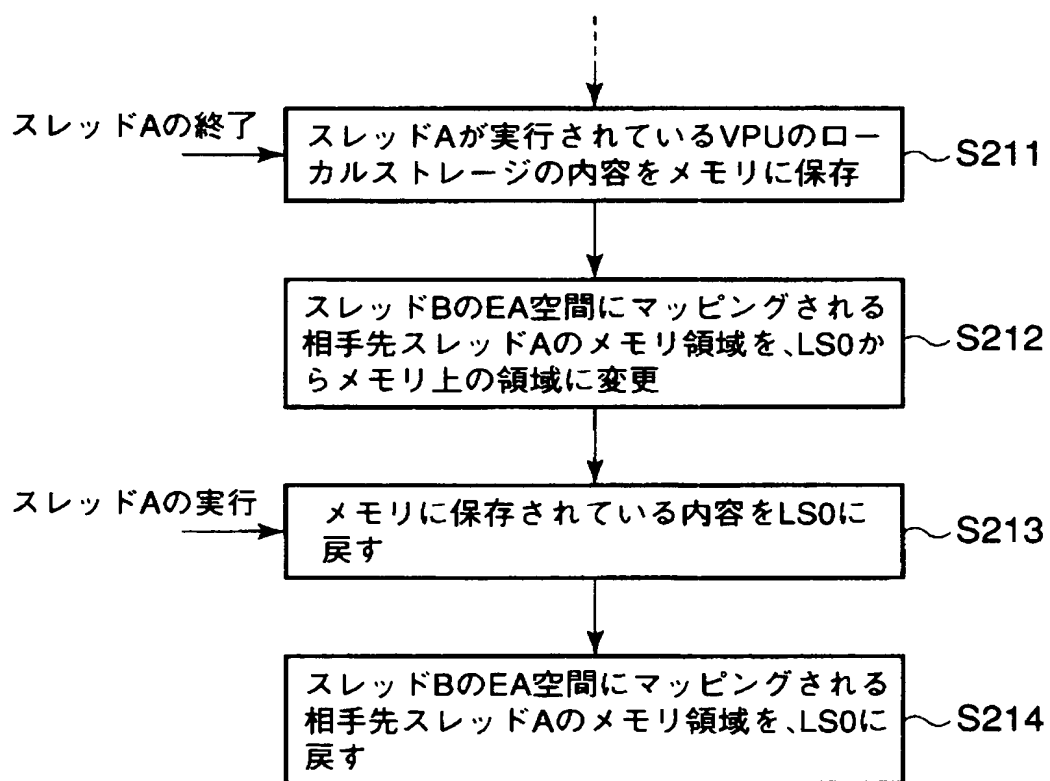 スレッドAの終了
スレッドAが実行されているVPUのロー
カルストレージの内容をメモリに保存
S211
スレッドBのEA空間にマッピングされる
相手先スレッドAのメモリ領域を、LS0か
らメモリ上の領域に変更
S212
スレッドAの実行
メモリに保存されている内容をLS0に
戻す
S213
スレッドBのEA空間にマッピングされる
相手先スレッドAのメモリ領域を、LS0に
戻す
S214